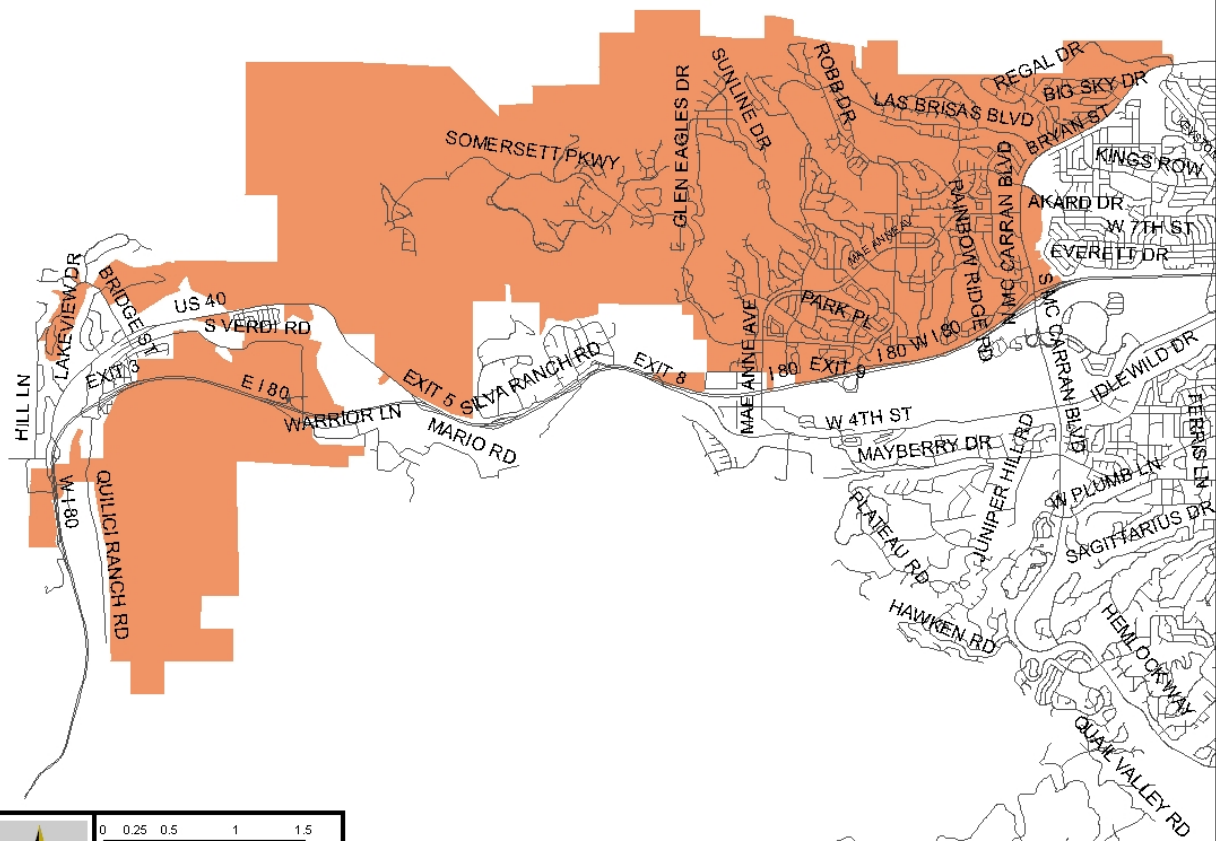 REGAL DR
BIG SKY DR
ROBB DR
SUNLINE DR
LAS BRISAS BLVD
BRYAN ST
GLEN EAGLES DR
SOMERSETT PKWY
KINGS ROW
N MC CARRAN BLVD
RAINBOW RIDGE RD
AKARD DR
W 7TH ST
MAE ANNE AV
EVERETT DR
LAKEVIEW DR
BRIDGE ST
US 40
S VERDI RD
PARK PL
S MC CARRAN BLVD
I 80 W I 80
EXIT 9
I 80
EXIT 8
MAE ANNE AVE
SILVA RANCH RD
EXIT 5
EXIT 3
E I 80
HILL LN
WARRIOR LN
MARIO RD
IDLEWILD DR
W 4TH ST
MAYBERRY DR
FERRIS LN
JUNIPER HILL RD
W PLUMB LN
W I 80
QUILICI RANCH RD
PLATEAU RD
SAGITTARIUS DR
HAWKEN RD
HEMLOCK WAY
QUAIL VALLEY RD
0 0.25 0.5 1 1.5